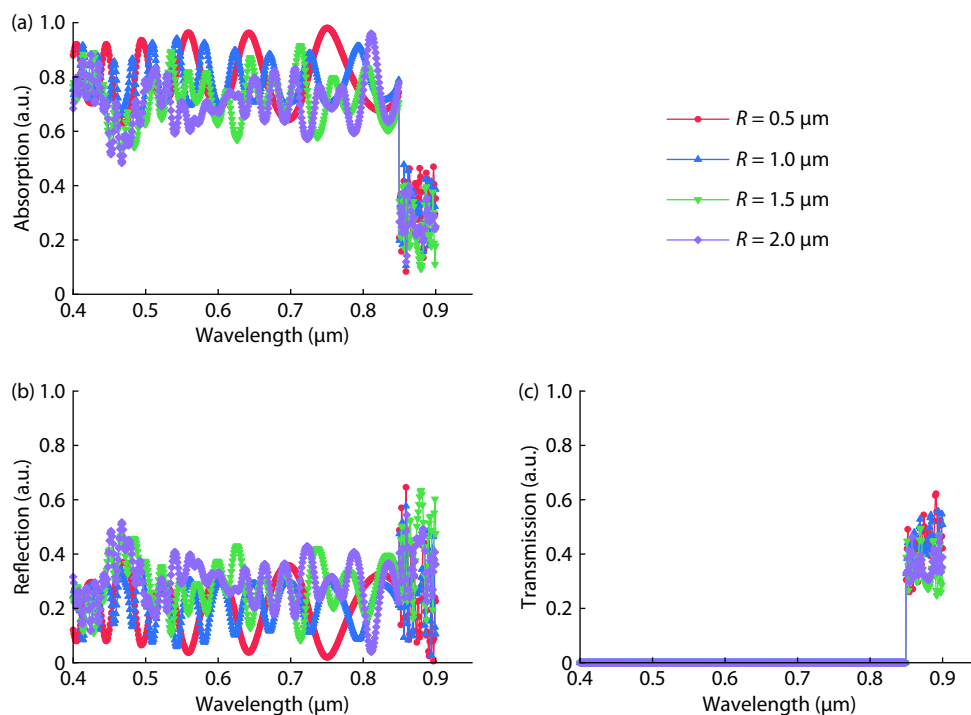 (a)
1.0
0.8
0.6
0.4
0.2
0
Absorption (a.u.)
0.4 0.5 0.6 0.7 0.8 0.9
Wavelength (μm)
R = 0.5 μm
R = 1.0 μm
R = 1.5 μm
R = 2.0 μm
(b)
1.0
0.8
0.6
0.4
0.2
0
Reflection (a.u.)
0.4 0.5 0.6 0.7 0.8 0.9
Wavelength (μm)
(c)
1.0
0.8
0.6
0.4
0.2
0
Transmission (a.u.)
0.4 0.5 0.6 0.7 0.8 0.9
Wavelength (μm)